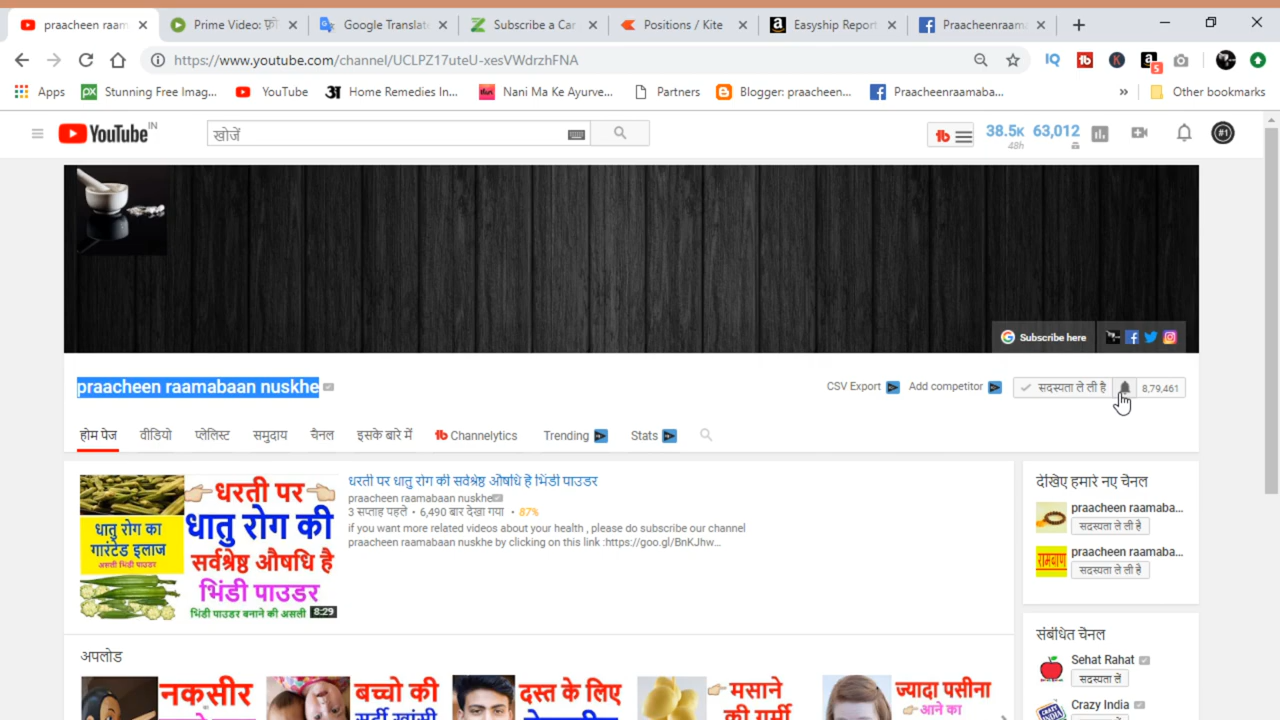 praacheen raam
Prime Video: फ़्री
Google Translat
Subscribe a Car
Positions / Kite
Easyship Report
Praacheenraam
https://www.youtube.com/channel/UCLPZ17uteU-xesVWdrzhFNA
Apps
Stunning Free Imag...
YouTube
Home Remedies In...
Nani Ma Ke Ayurve...
Partners
Blogger: praacheen...
Praacheenraamaba...
»
Other bookmarks
YouTube IN
खोजें
38.5K 63,012
48h
#1
Subscribe here
praacheen raamabaan nuskhe
CSV Export
Add competitor
सदस्यता ले ली है
8,79,461
होम पेज
वीडियो
प्लेलिस्ट
समुदाय
चैनल
इसके बारे में
Channelytics
Trending
Stats
धरती पर
धातु रोग की
सर्वश्रेष्ठ औषधि है
भिंडी पाउडर
भिंडी पाउडर बनाने की असली
8:29
धातु रोग का
गारंटेड इलाज
असली भिंडी पाउडर
धरती पर धातु रोग की सर्वश्रेष्ठ औषधि है भिंडी पाउडर
praacheen raamabaan nuskhe
3 सप्ताह पहले • 6,490 बार देखा गया • 87%
if you want more related videos about your health , please do subscribe our channel
praacheen raamabaan nuskhe by clicking on this link :https://goo.gl/BnKJhw...
देखिए हमारे नए चैनल
praacheen raamaba...
सदस्यता ले ली है
praacheen raamaba...
सदस्यता ले ली है
रामबाण
संबंधित चैनल
Sehat Rahat
सदस्यता लें
Crazy India
अपलोड
नकसीर
बच्चो की
सर्दी खांसी
दस्त के लिए
मसाने
की गर्मी
ज्यादा पसीना
आने का